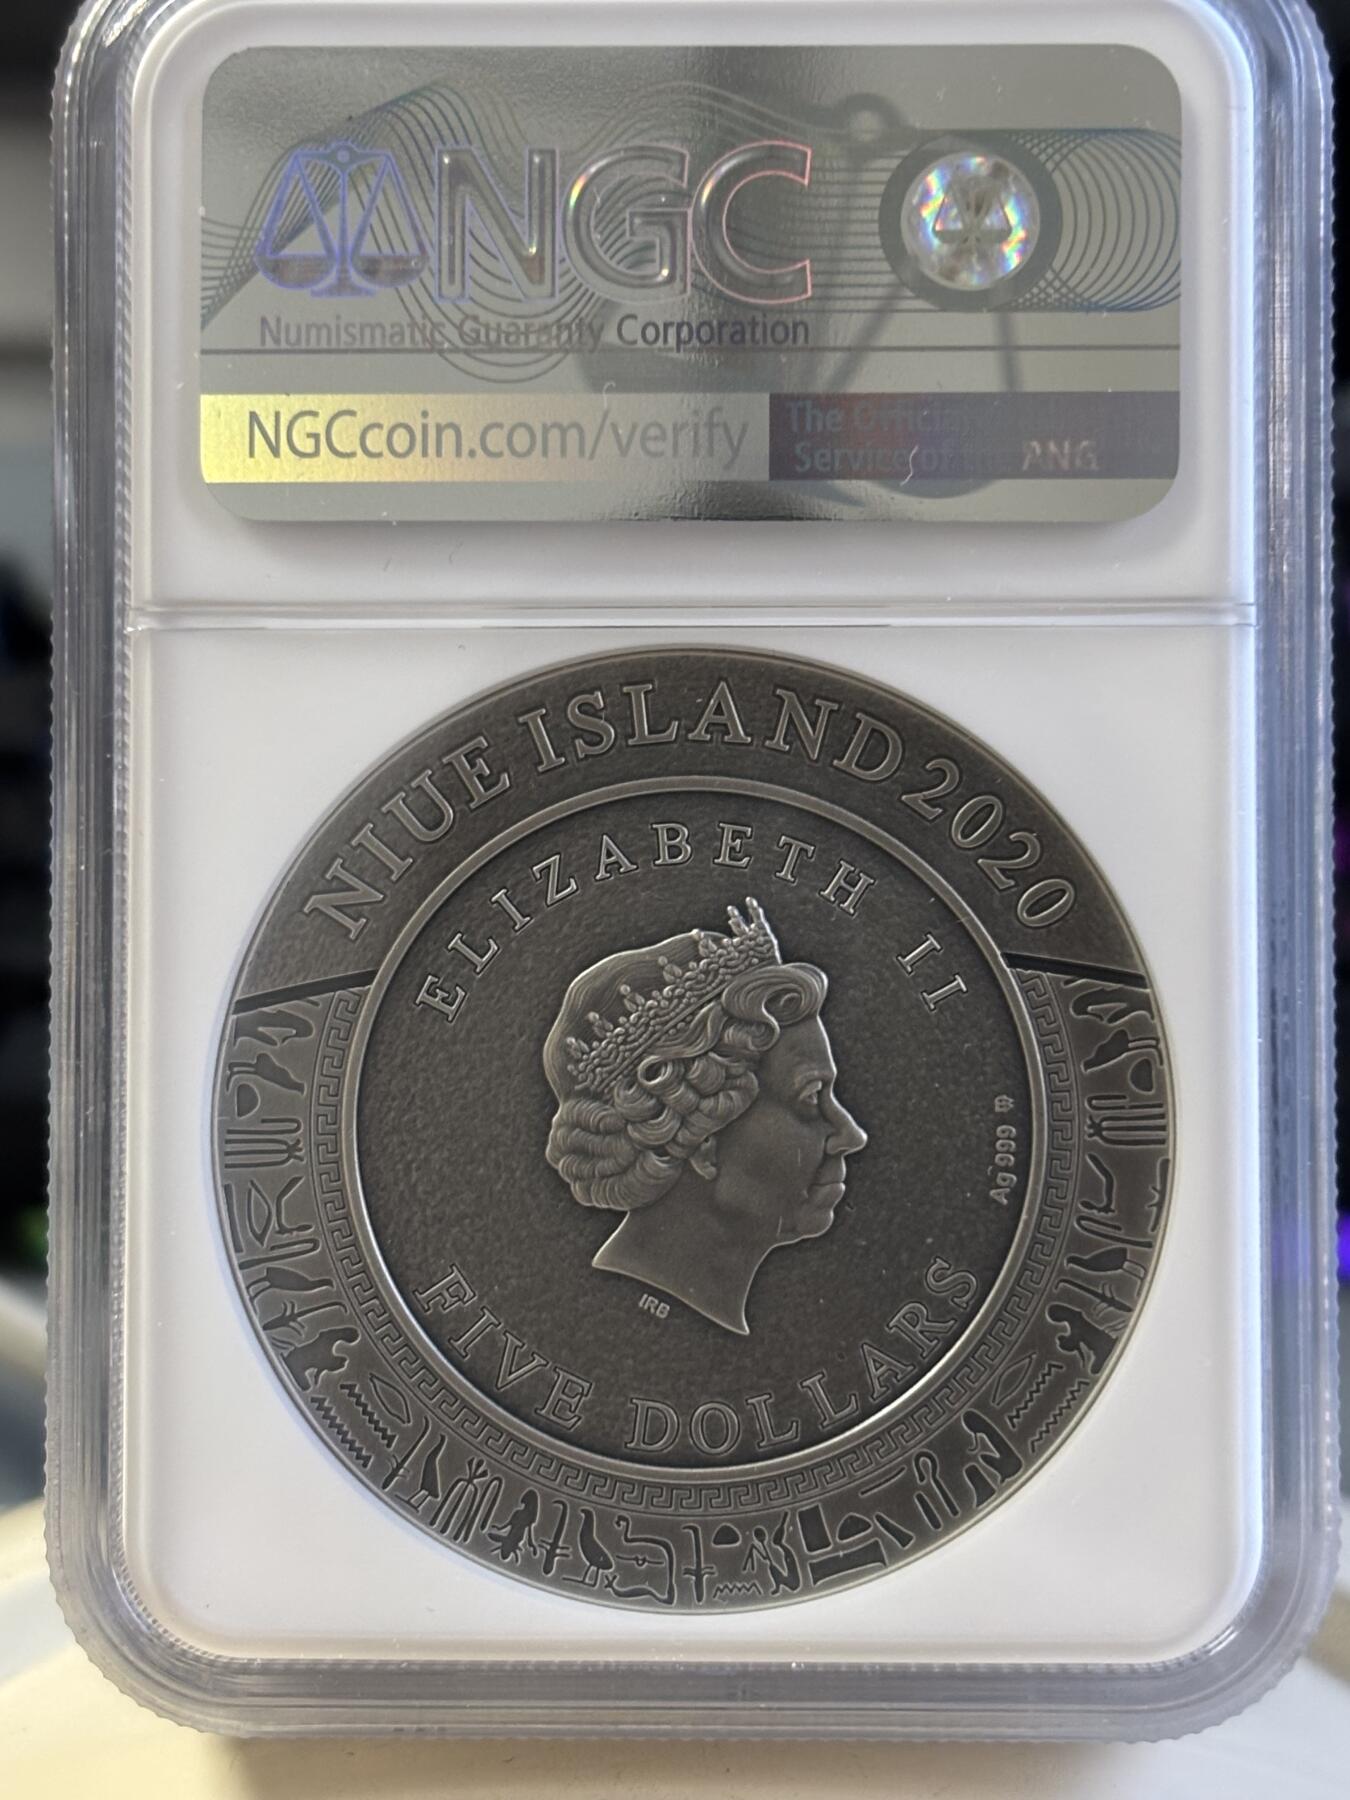 NGC
Numismatic Guaranty Corporation
NGCcoin.com/verify
The Official
Service of the PNG
NIUE ISLAND 2020
ELIZABETH II
Ag 999
IRB
FIVE DOLLARS